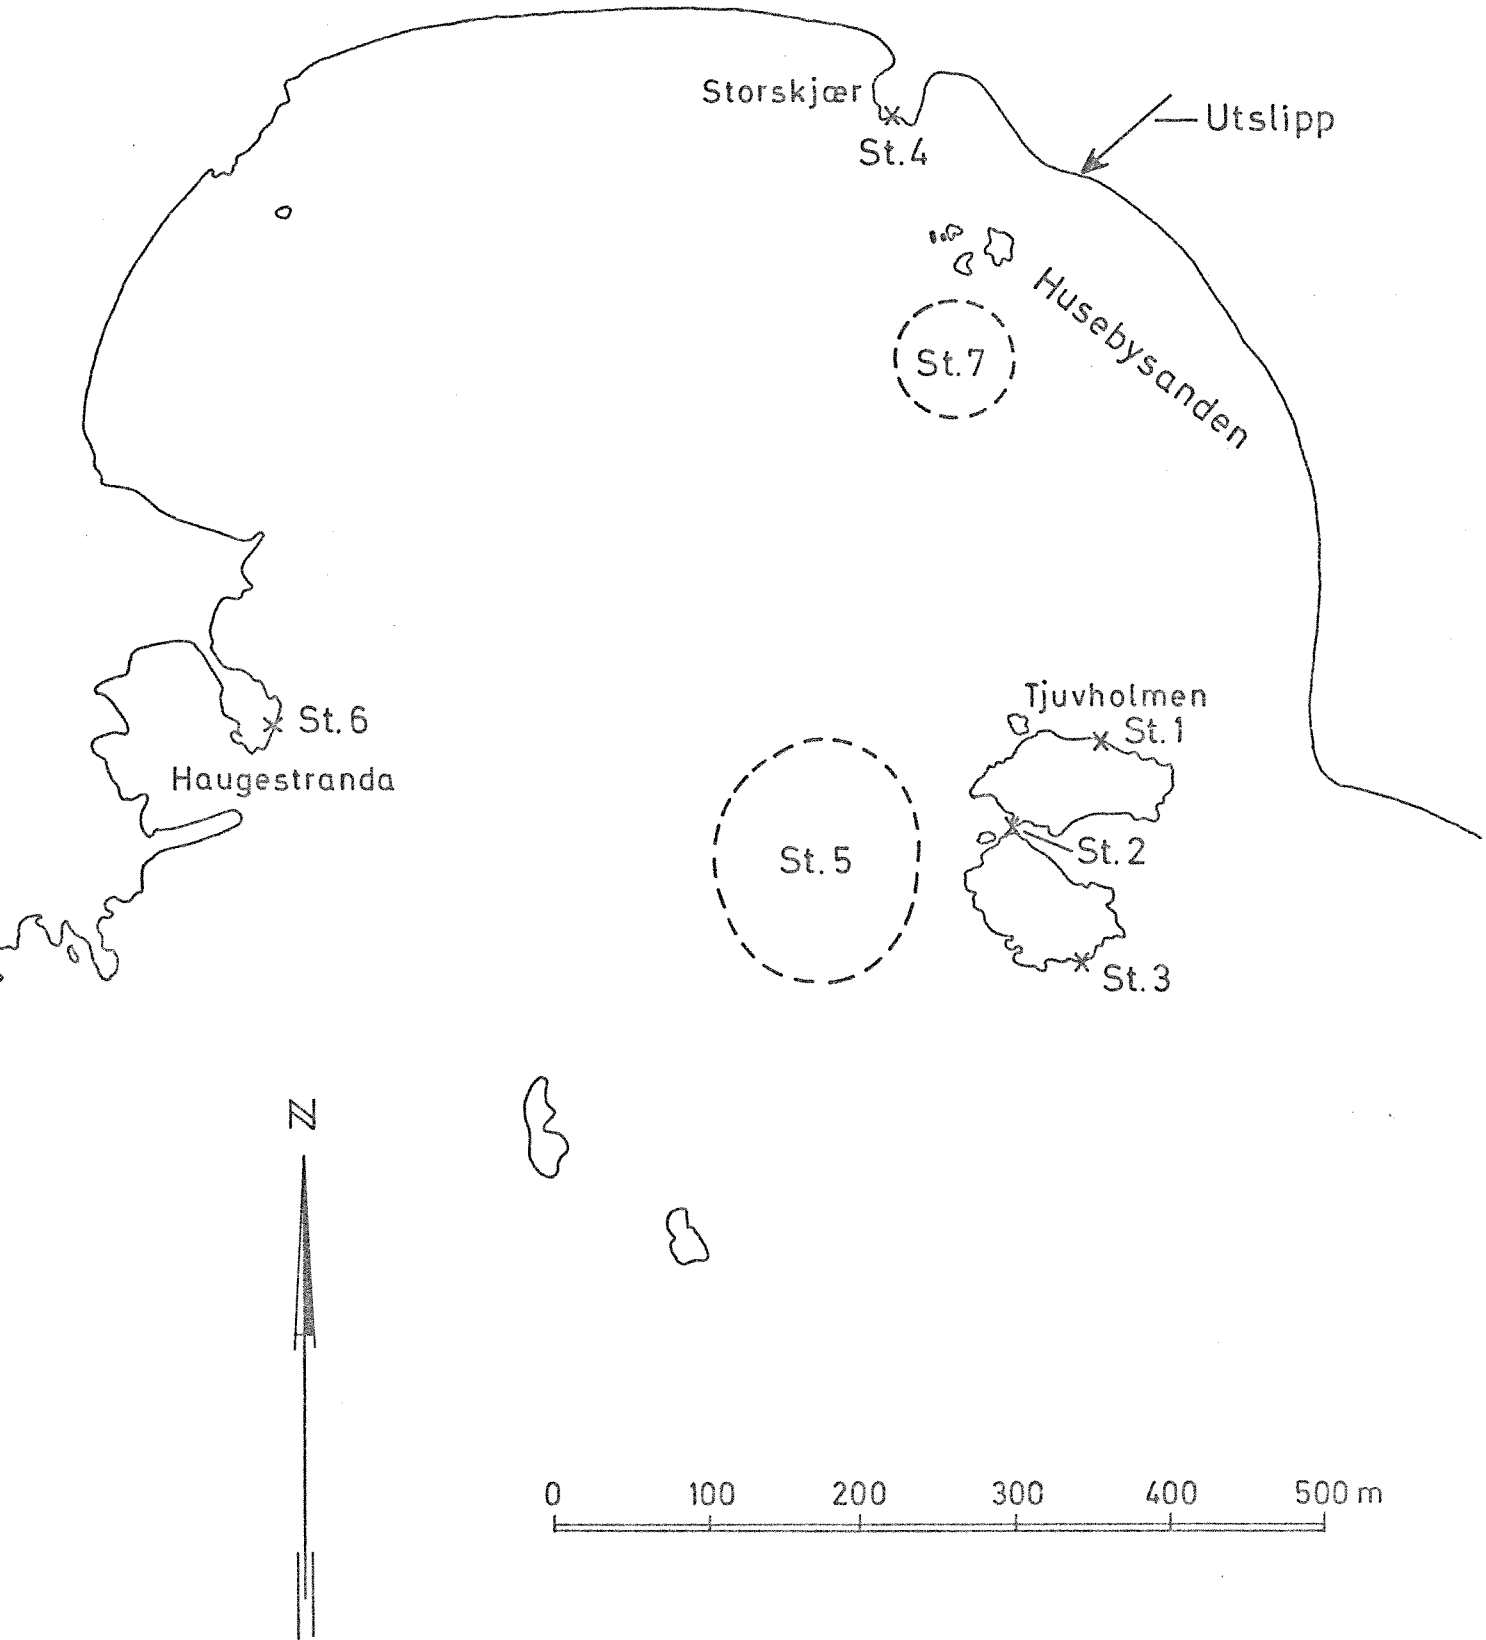 Storskjær
Utslipp
St. 4
Husebysanden
St. 7
Tjuvholmen
St. 1
St. 6
Haugestranda
St. 5
St. 2
St. 3
N
0 100 200 300 400 500 m